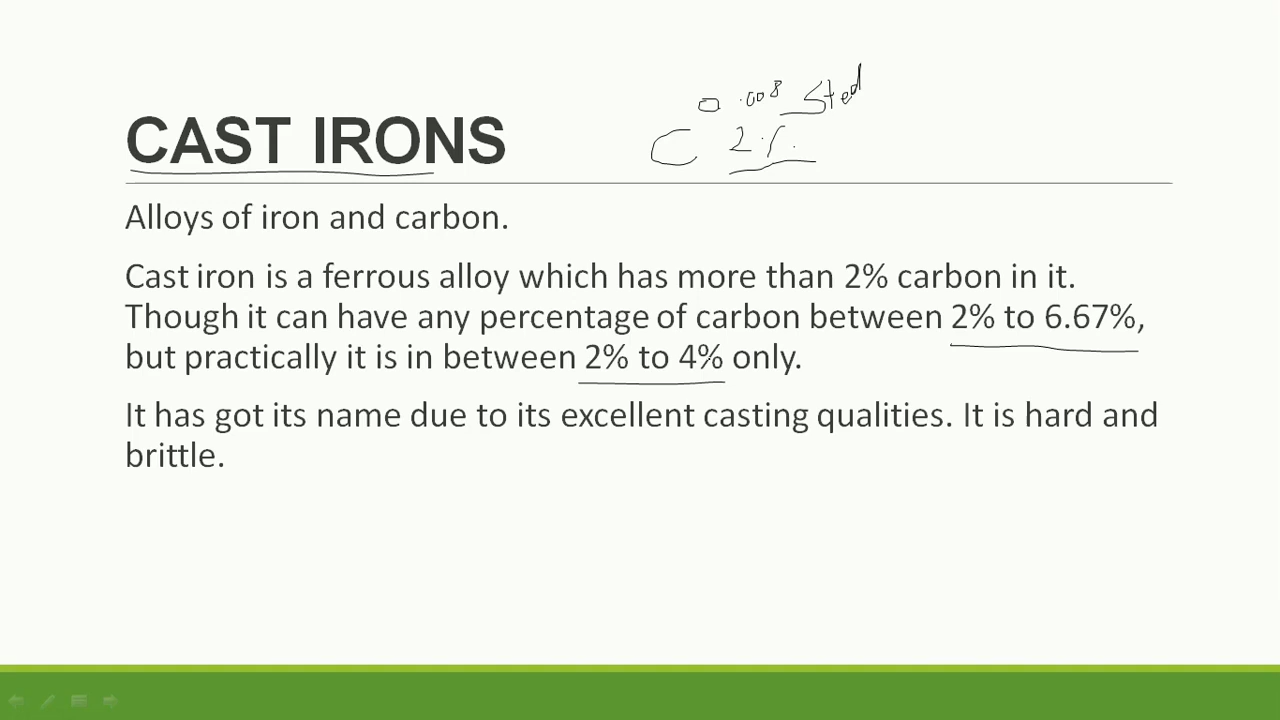 0.008 Steel
CAST IRONS
C 2%
Alloys of iron and carbon.
Cast iron is a ferrous alloy which has more than 2% carbon in it.
Though it can have any percentage of carbon between 2% to 6.67%,
but practically it is in between 2% to 4% only.
It has got its name due to its excellent casting qualities. It is hard and
brittle.